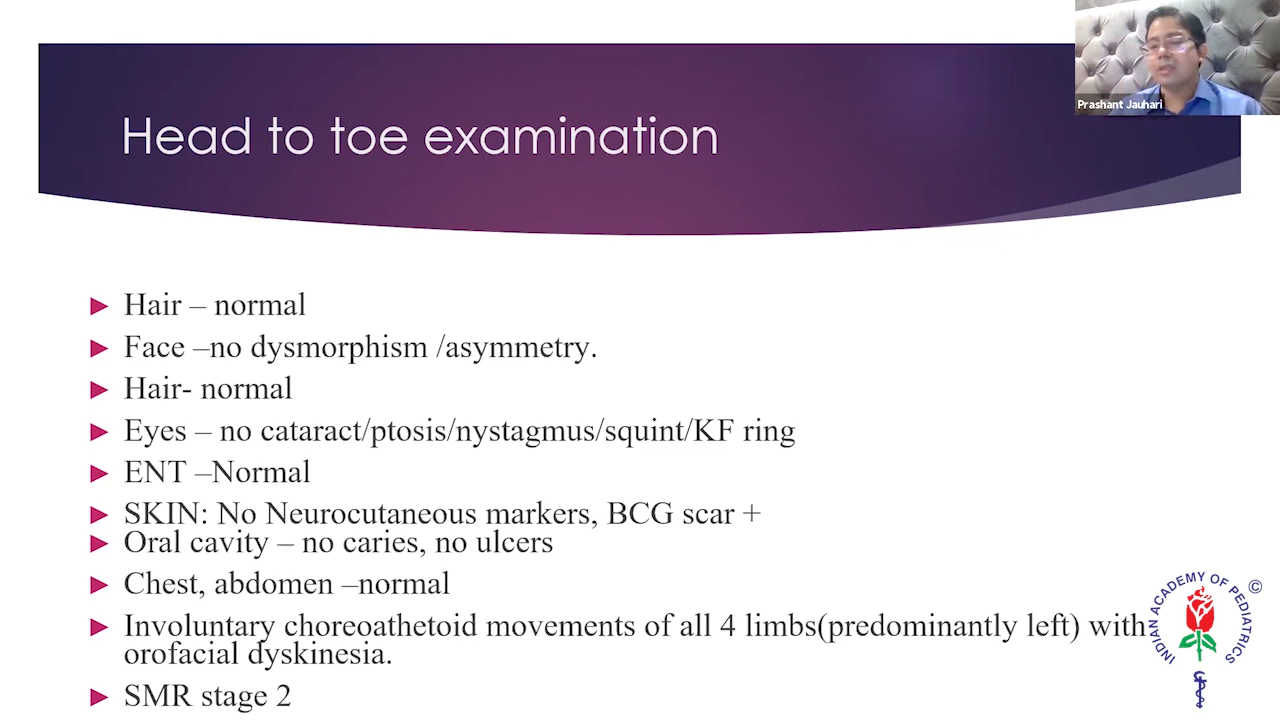 Prashant Jauhari
Head to toe examination
Hair – normal
Face –no dysmorphism /asymmetry.
Hair- normal
Eyes – no cataract/ptosis/nystagmus/squint/KF ring
ENT –Normal
SKIN: No Neurocutaneous markers, BCG scar +
Oral cavity – no caries, no ulcers
Chest, abdomen –normal
Involuntary choreoathetoid movements of all 4 limbs(predominantly left) with
orofacial dyskinesia.
SMR stage 2
INDIAN ACADEMY OF PEDIATRICS ©